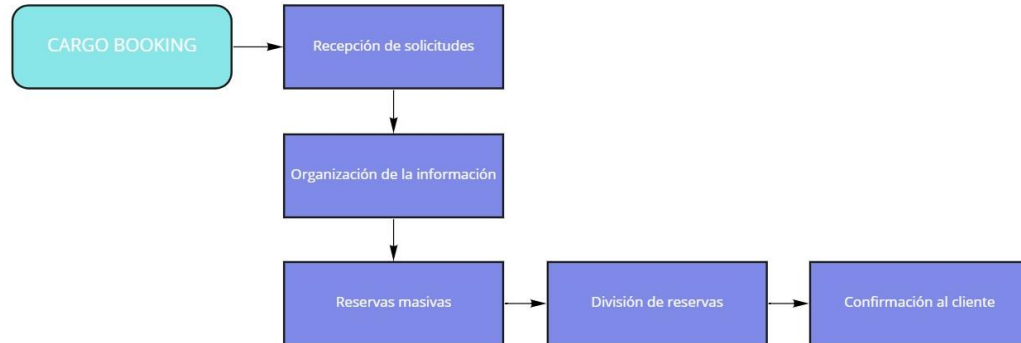 CARGO BOOKING
Recepción de solicitudes
Organización de la información
Reservas masivas
División de reservas
Confirmación al cliente